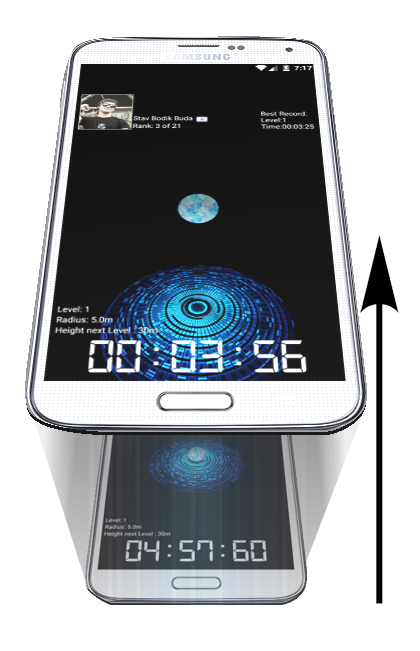 SAMSUNG
7:17
Stav Bodik Buda
Rank: 3 of 21
Best Record:
Level:1
Time:00:03:25
Level: 1
Radius: 5.0m
Height next Level : 30m
00:03:56
Level: 1
Radius: 5.0m
Height next Level : 30m
04:57:60